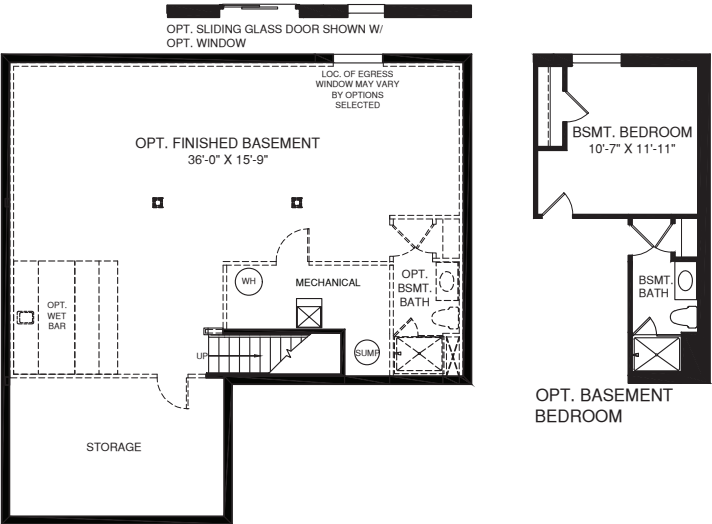 OPT. SLIDING GLASS DOOR SHOWN W/
OPT. WINDOW
LOC. OF EGRESS
WINDOW MAY VARY
BY OPTIONS
SELECTED
OPT. FINISHED BASEMENT
36'-0" X 15'-9"
WH
MECHANICAL
OPT.
BSMT.
BATH
OPT.
WET
BAR
UP
SUMP
STORAGE
BSMT. BEDROOM
10'-7" X 11'-11"
BSMT.
BATH
OPT. BASEMENT
BEDROOM